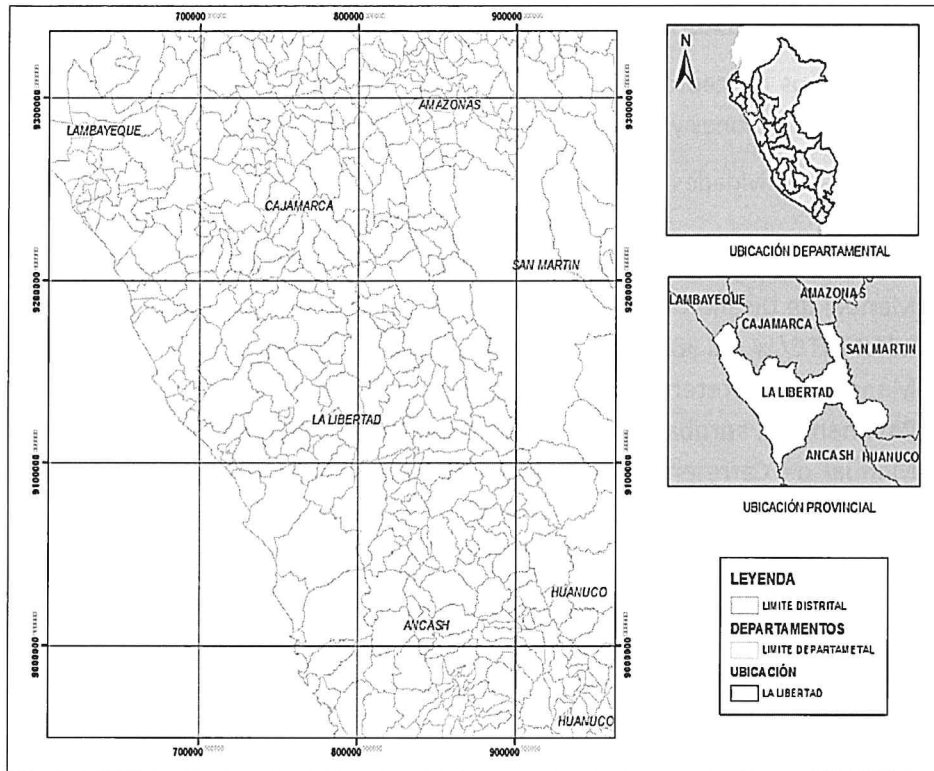 700000 800000 900000
9300000
9200000
9100000
9000000
LAMBAYEQUE
AMAZONAS
CAJAMARCA
SAN MARTIN
LA LIBERTAD
HUANUCO
ANCASH
HUANUCO
9300000
9200000
9100000
9000000
700000 800000 900000
N
UBICACIÓN DEPARTAMENTAL
LAMBAYEQUE
AMAZONAS
CAJAMARCA
SAN MARTIN
LA LIBERTAD
ANCASH
HUANUCO
UBICACIÓN PROVINCIAL
LEYENDA
LIMITE DISTRITAL
DEPARTAMENTOS
LIMITE DEPARTAMETAL
UBICACIÓN
LA LIBERTAD